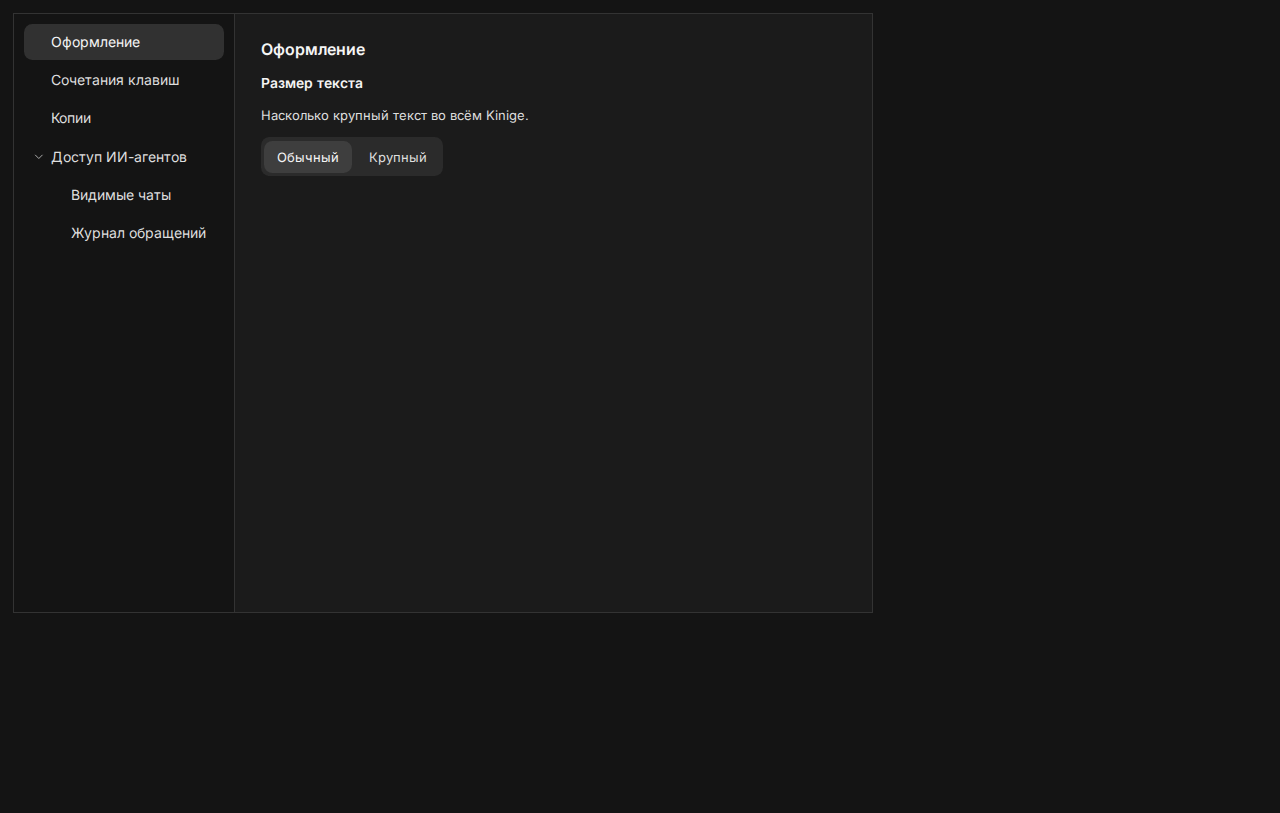 Оформление
Сочетания клавиш
Копии
Доступ ИИ-агентов
Видимые чаты
Журнал обращений
Оформление
Размер текста
Насколько крупный текст во всём Kinige.
Обычный Крупный